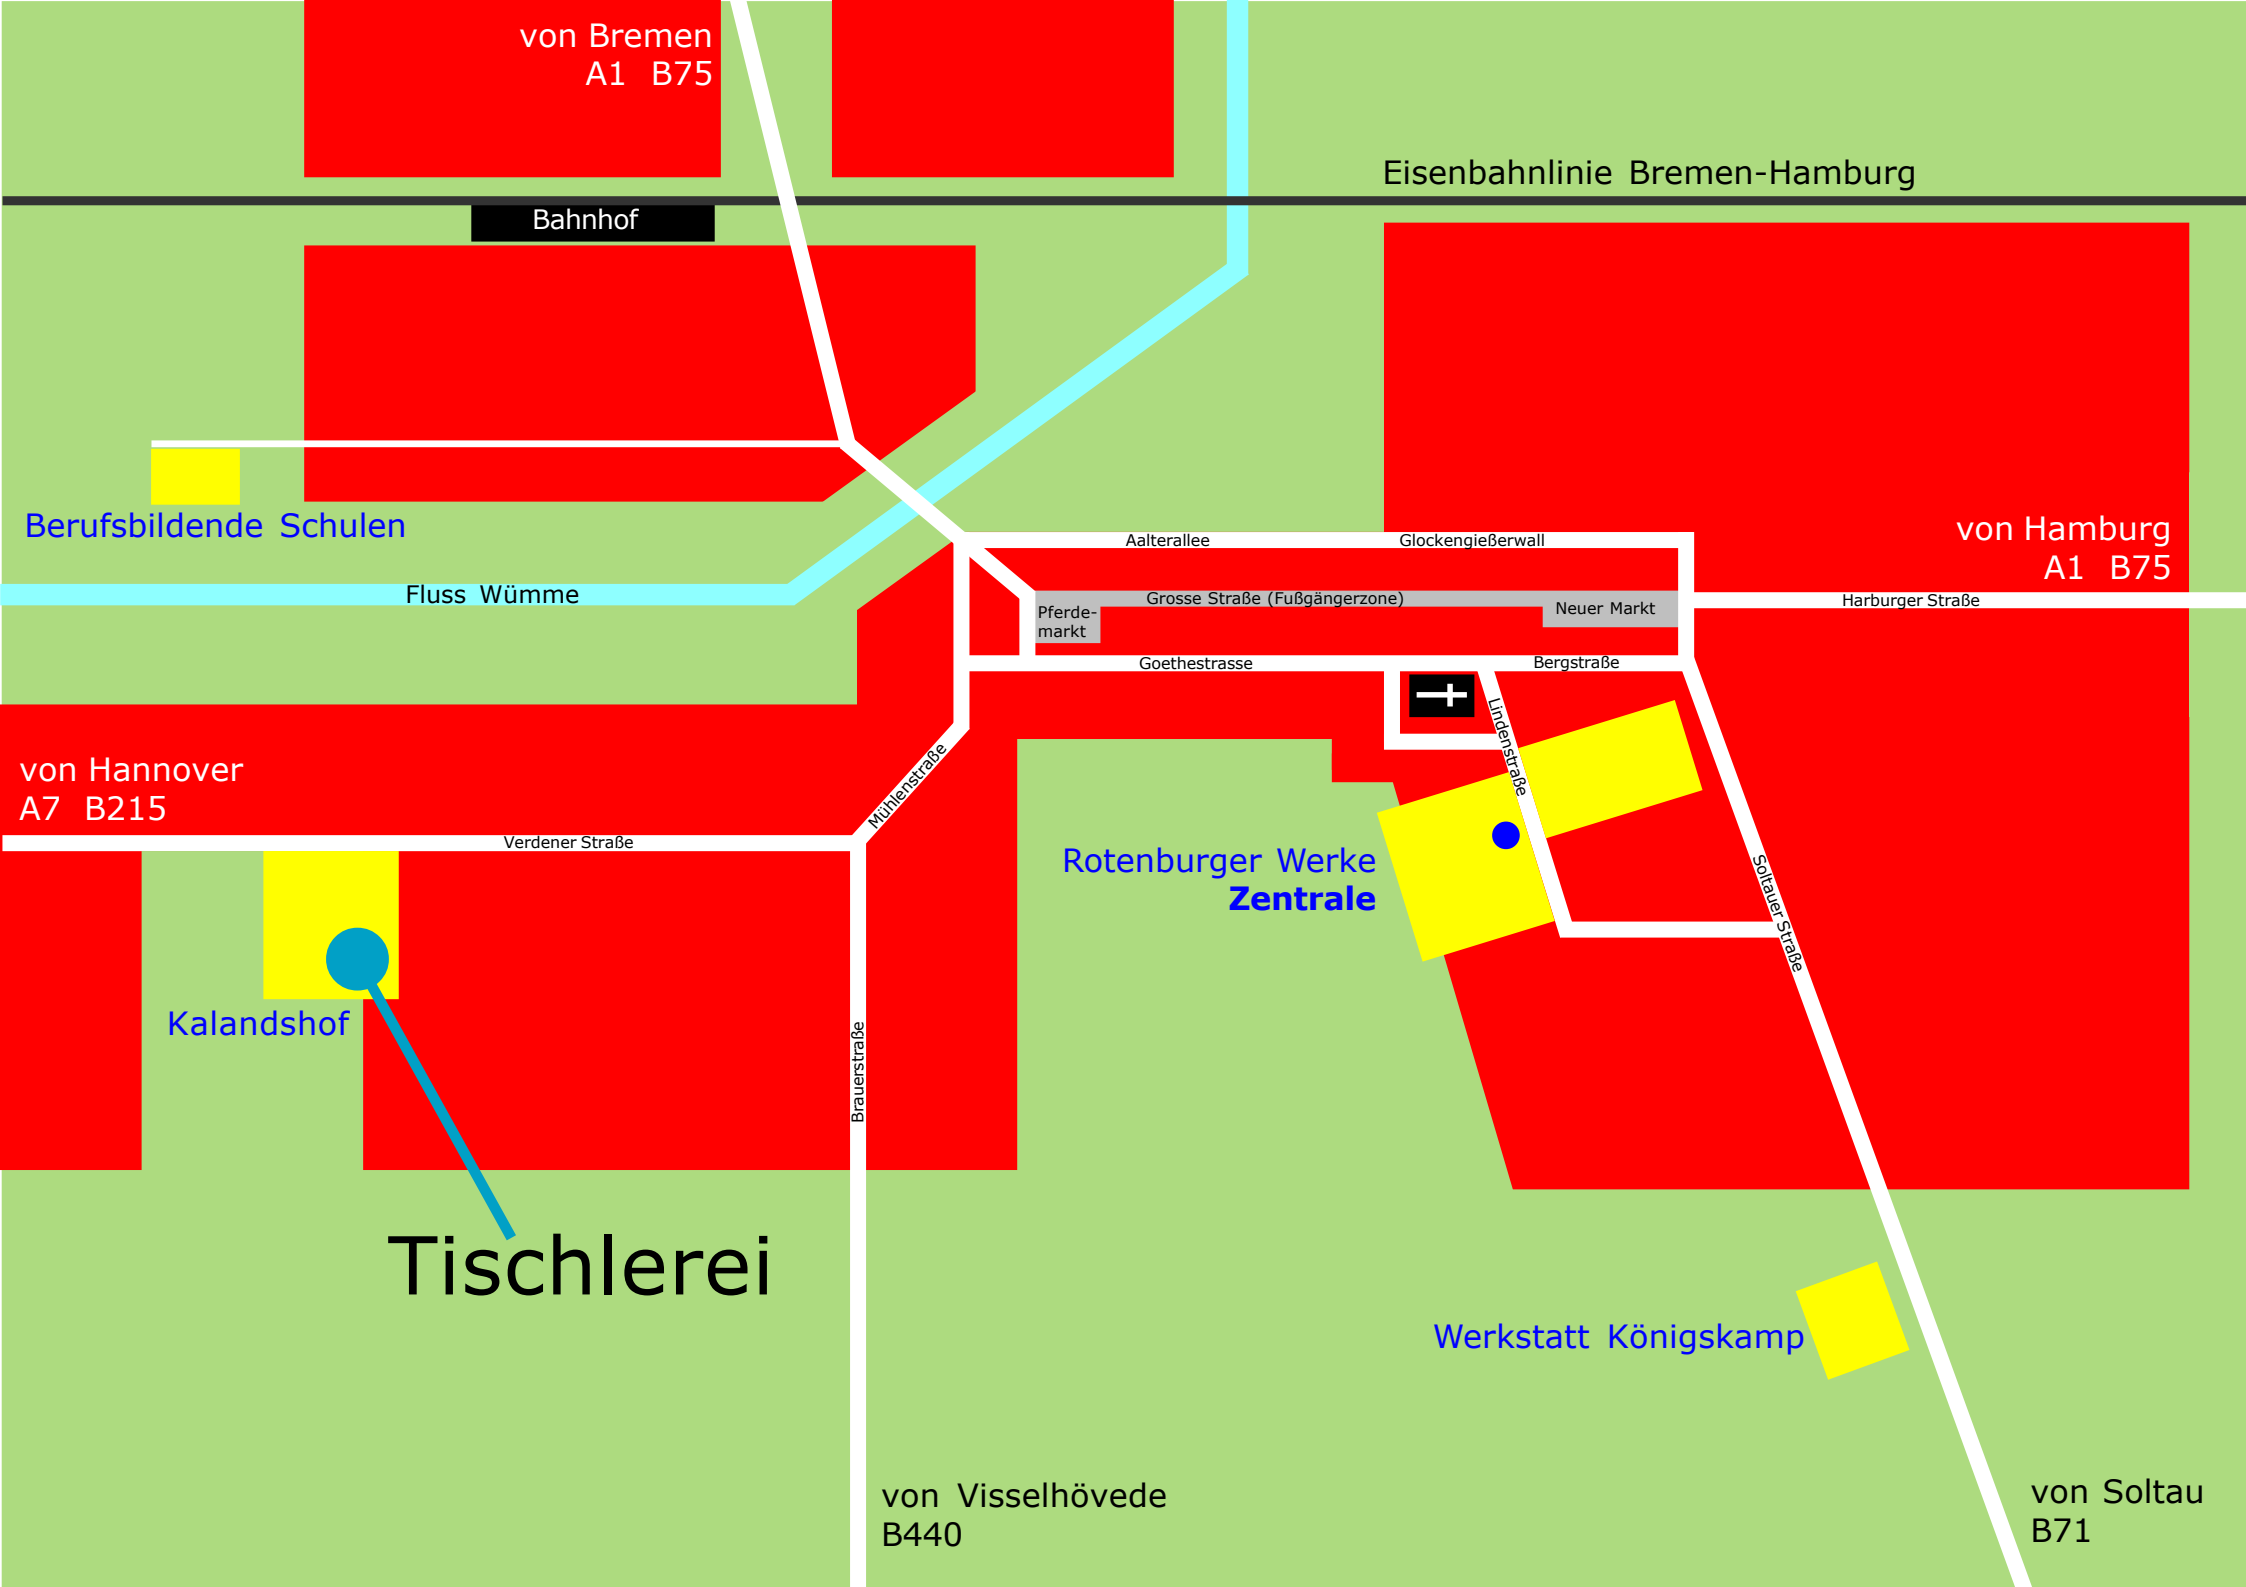 von Bremen
A1 B75
Eisenbahnlinie Bremen-Hamburg
Bahnhof
Berufsbildende Schulen
von Hamburg
A1 B75
Aalterallee
Glockengießerwall
Fluss Wümme
Grosse Straße (Fußgängerzone)
Harburger Straße
Pferde-
markt
Neuer Markt
Goethestrasse
Bergstraße
Lindenstraße
von Hannover
A7 B215
Mühlenstraße
Verdener Straße
Rotenburger Werke
Zentrale
Soltauer Straße
Kalandshof
Brauerstraße
Tischlerei
Werkstatt Königskamp
von Visselhövede
B440
von Soltau
B71